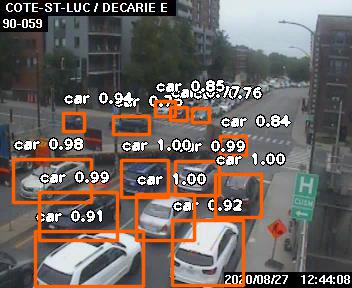 COTE-ST-LUC / DECARIE E
90-059
car 0.85
car 0.94
car 0.78
0.76
car 0.84
car 0.98
car 1.00
0.99
car 1.00
car 0.99
car 1.00
car 0.91
car 0.92
H
CUSM
2020/08/27 12:44:08